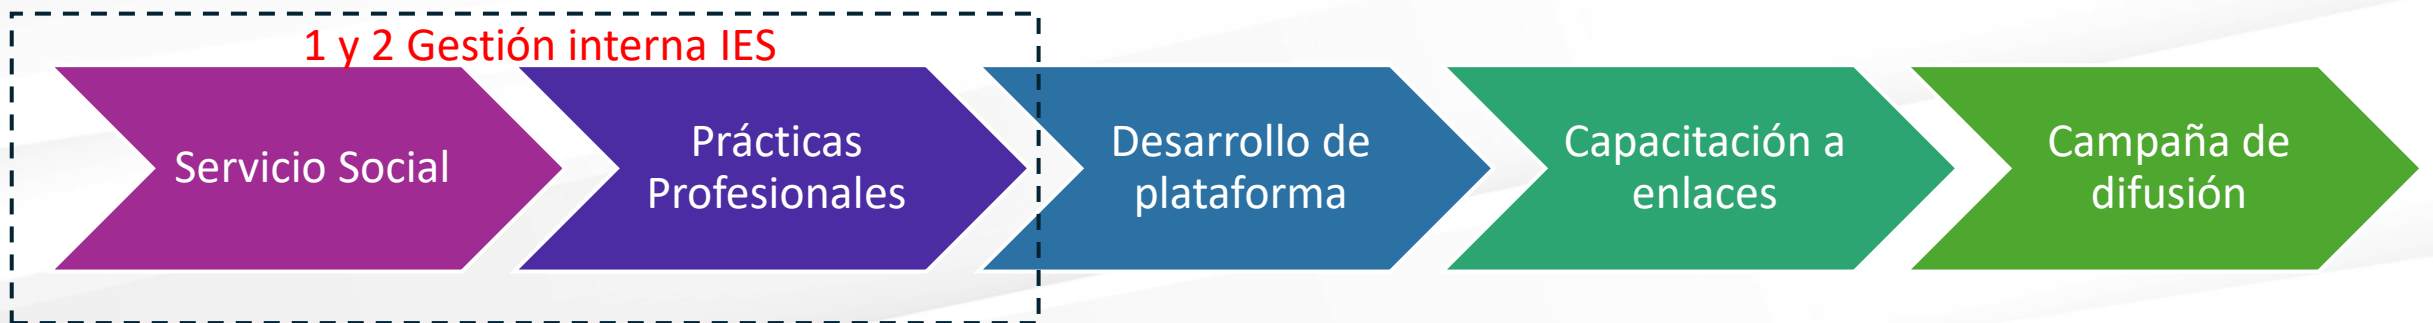 1 y 2 Gestión interna IES
Servicio Social
Prácticas
Profesionales
Desarrollo de
plataforma
Capacitación a
enlaces
Campaña de
difusión